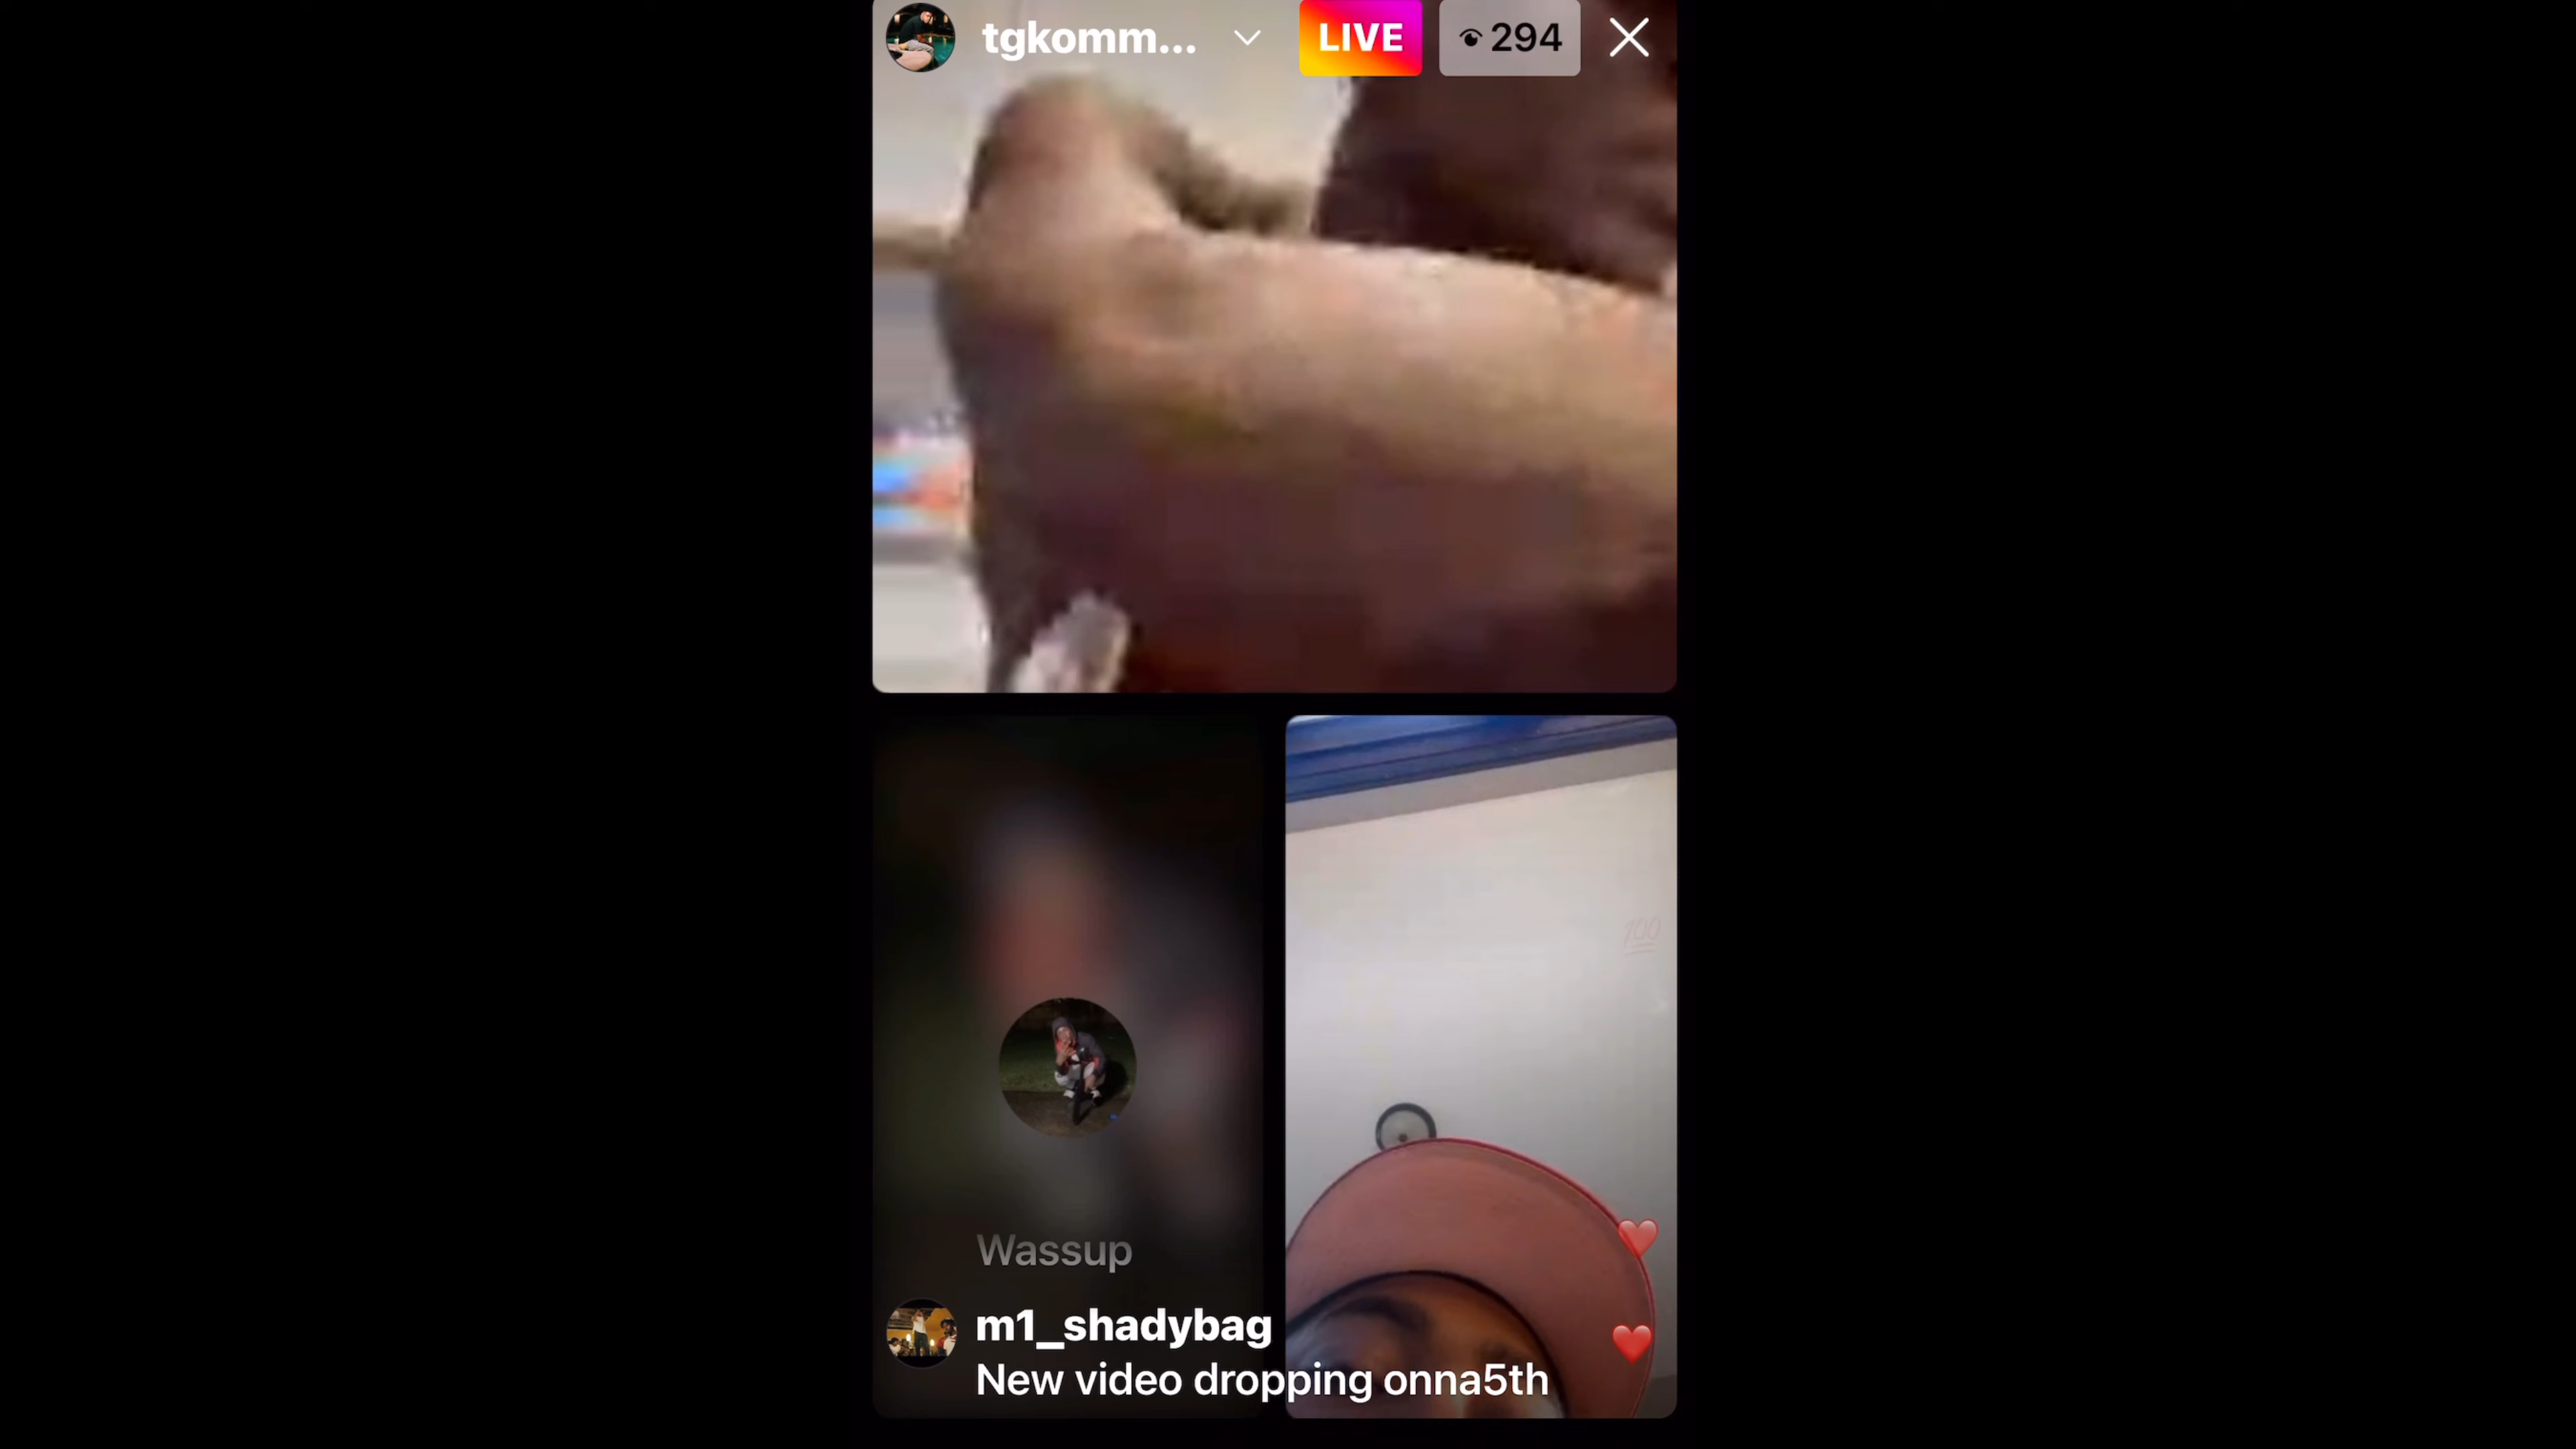 tgkomm...
LIVE
294
Wassup
m1_shadybag
New video dropping onna5th